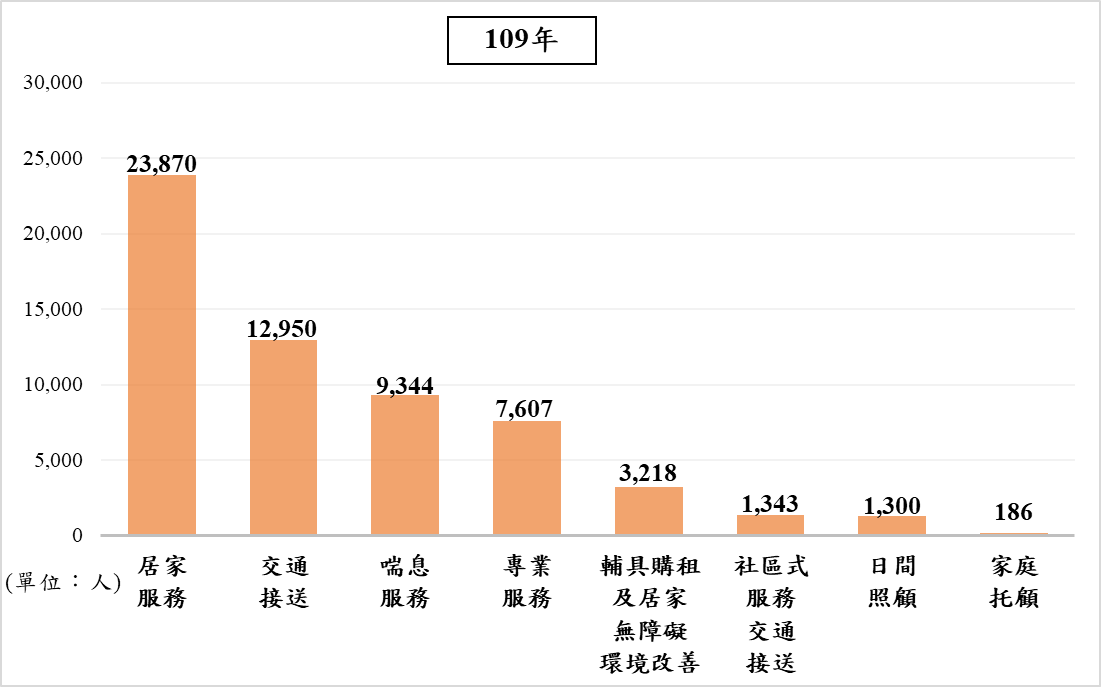 109年
30,000
25,000
20,000
15,000
10,000
5,000
0
23,870
12,950
9,344
7,607
3,218
1,343
1,300
186
(單位：人)
居家
服務
交通
接送
喘息
服務
專業
服務
輔具購租
及居家
無障礙
環境改善
社區式
服務
交通
接送
日間
照顧
家庭
托顧